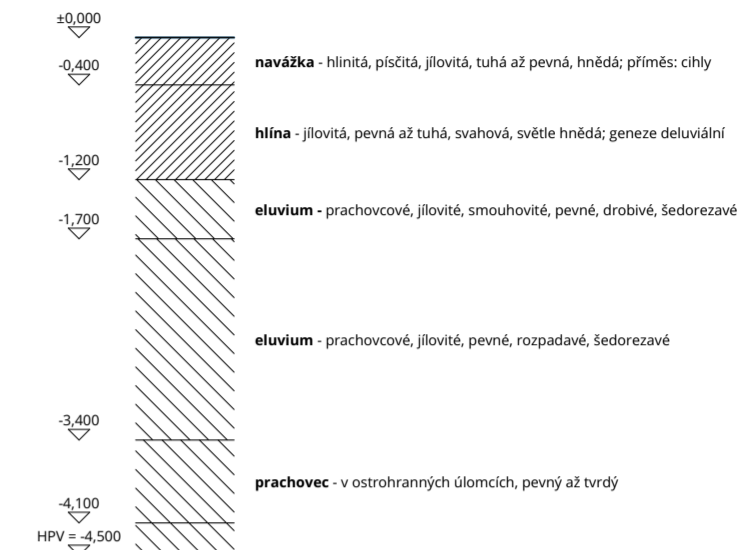 ±0,000
navážka - hlinitá, písčitá, jílovitá, tuhá až pevná, hnědá; příměs: cihly
-0,400
hlína - jílovitá, pevná až tuhá, svahová, světle hnědá; geneze deluviální
-1,200
eluvium - prachovcové, jílovité, smouhovité, pevné, drobivé, šedorezavé
-1,700
eluvium - prachovcové, jílovité, pevné, rozpadavé, šedorezavé
-3,400
prachovec - v ostrohranných úlomcích, pevný až tvrdý
-4,100
HPV = -4,500